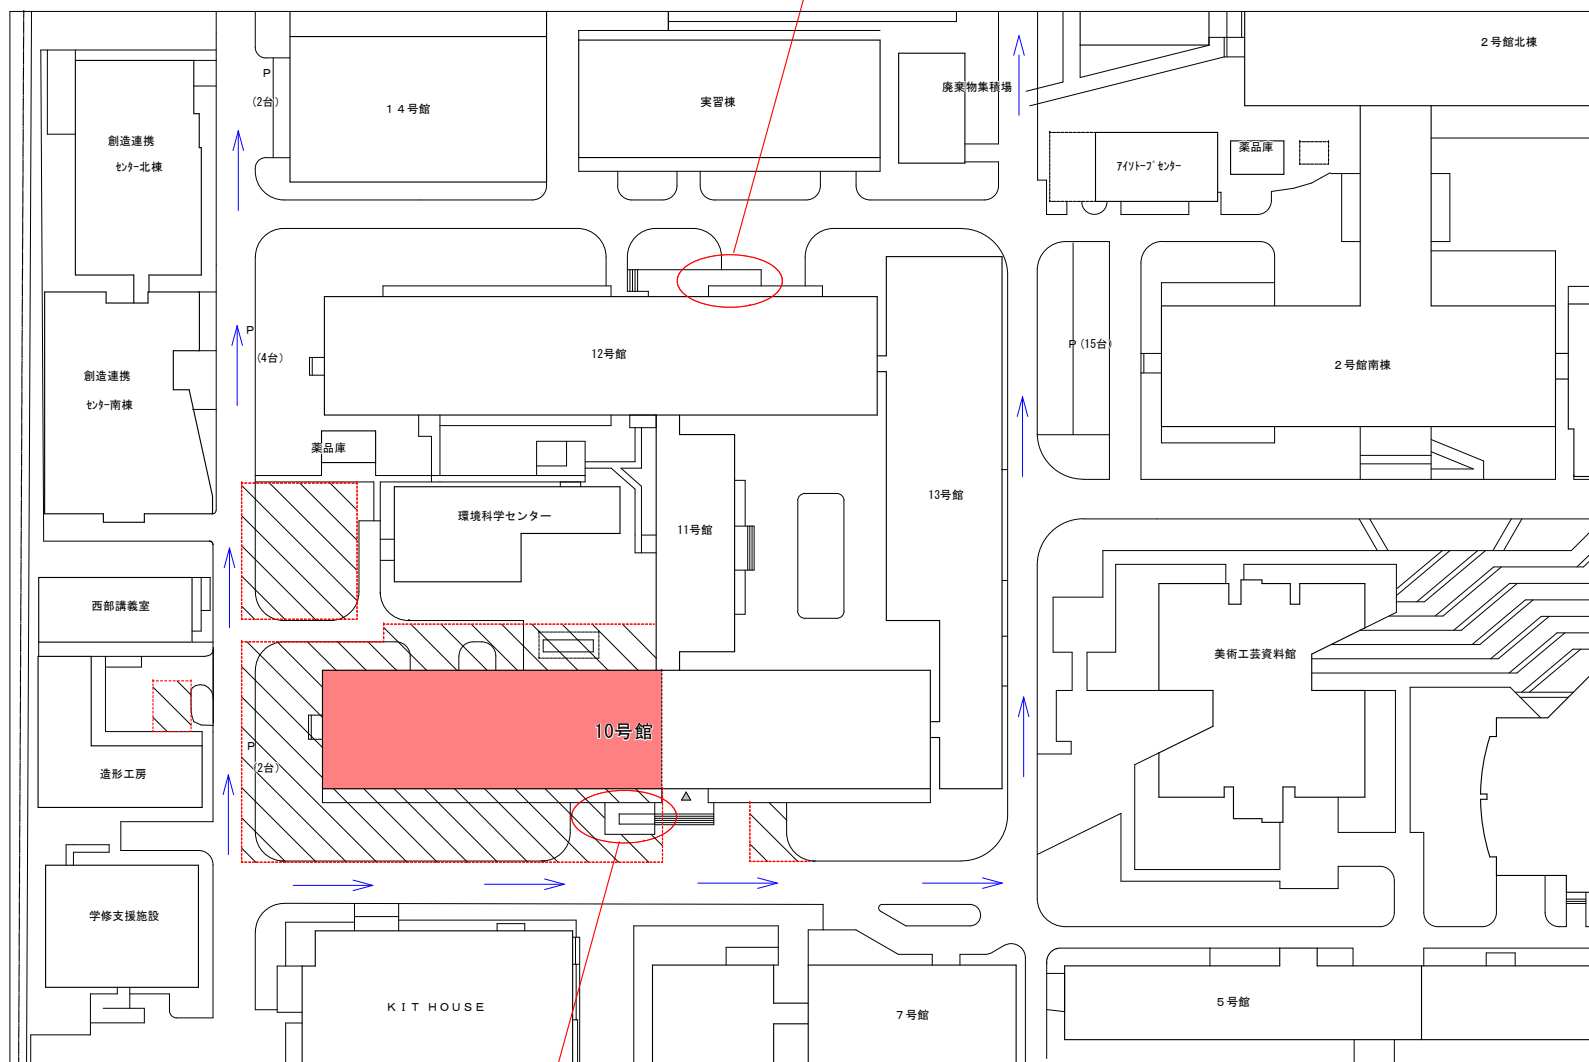 2号館北棟
P
(2台)
14号館
実習棟
廃棄物集積場
創造連携
ｾﾝﾀｰ北棟
ｱｲｿﾄｰﾌﾟｾﾝﾀｰ
薬品庫
P
(4台)
12号館
P (15台)
2号館南棟
創造連携
ｾﾝﾀｰ南棟
薬品庫
13号館
環境科学センター
11号館
西部講義室
美術工芸資料館
10号館
P
(2台)
造形工房
学修支援施設
KIT HOUSE
7号館
5号館